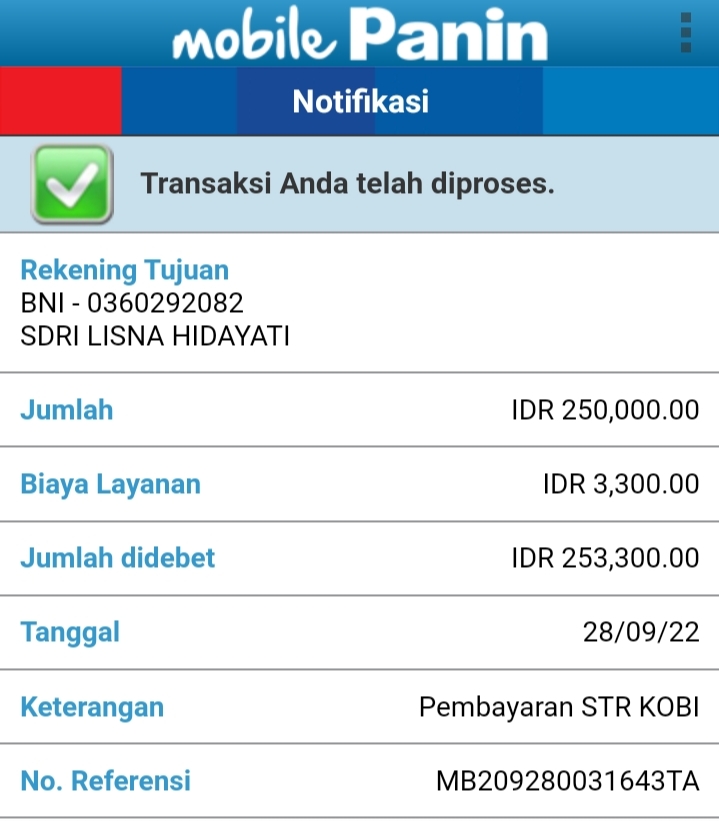 mobile Panin
Notifikasi
Transaksi Anda telah diproses.
Rekening Tujuan
BNI - 0360292082
SDRI LISNA HIDAYATI
Jumlah IDR 250,000.00
Biaya Layanan IDR 3,300.00
Jumlah didebet IDR 253,300.00
Tanggal 28/09/22
Keterangan Pembayaran STR KOBI
No. Referensi MB209280031643TA